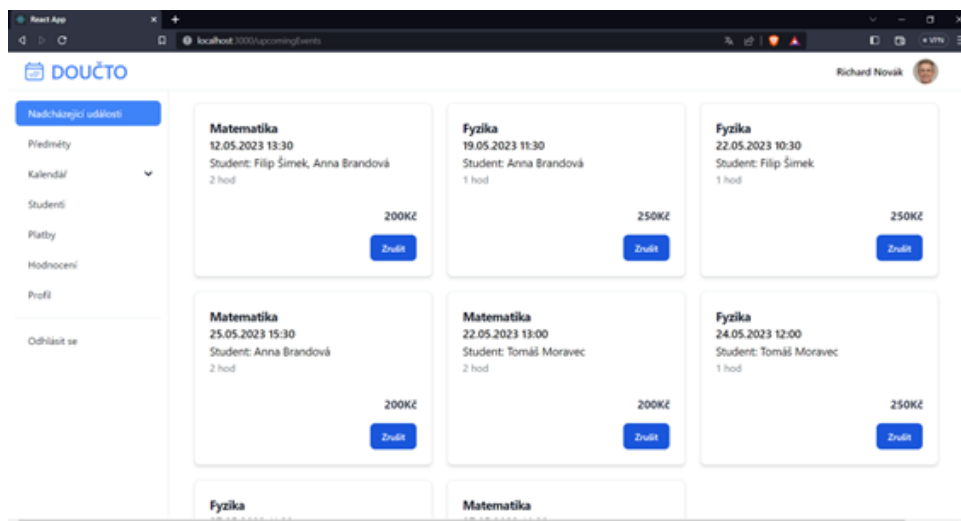 React App
localhost:3000/upcomingEvents
VPN
DOUČTO
Richard Novák
Nadcházející události
Předměty
Kalendář
Studenti
Platby
Hodnocení
Profil
Odhlásit se
Matematika
12.05.2023 13:30
Student: Filip Šimek, Anna Brandová
2 hod
200Kč
Zrušit
Fyzika
19.05.2023 11:30
Student: Anna Brandová
1 hod
250Kč
Zrušit
Fyzika
22.05.2023 10:30
Student: Filip Šimek
1 hod
250Kč
Zrušit
Matematika
25.05.2023 15:30
Student: Anna Brandová
2 hod
200Kč
Zrušit
Matematika
22.05.2023 13:00
Student: Tomáš Moravec
2 hod
200Kč
Zrušit
Fyzika
24.05.2023 12:00
Student: Tomáš Moravec
1 hod
250Kč
Zrušit
Fyzika
Matematika